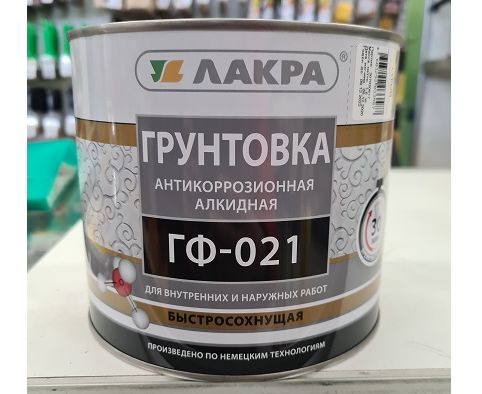 ЛАКРА®
ГРУНТОВКА
АНТИКОРРОЗИОННАЯ
АЛКИДНАЯ
ГФ-021
ДЛЯ ВНУТРЕННИХ И НАРУЖНЫХ РАБОТ
БЫСТРОСОХНУЩАЯ
ПРОИЗВЕДЕНО ПО НЕМЕЦКИМ ТЕХНОЛОГИЯМ